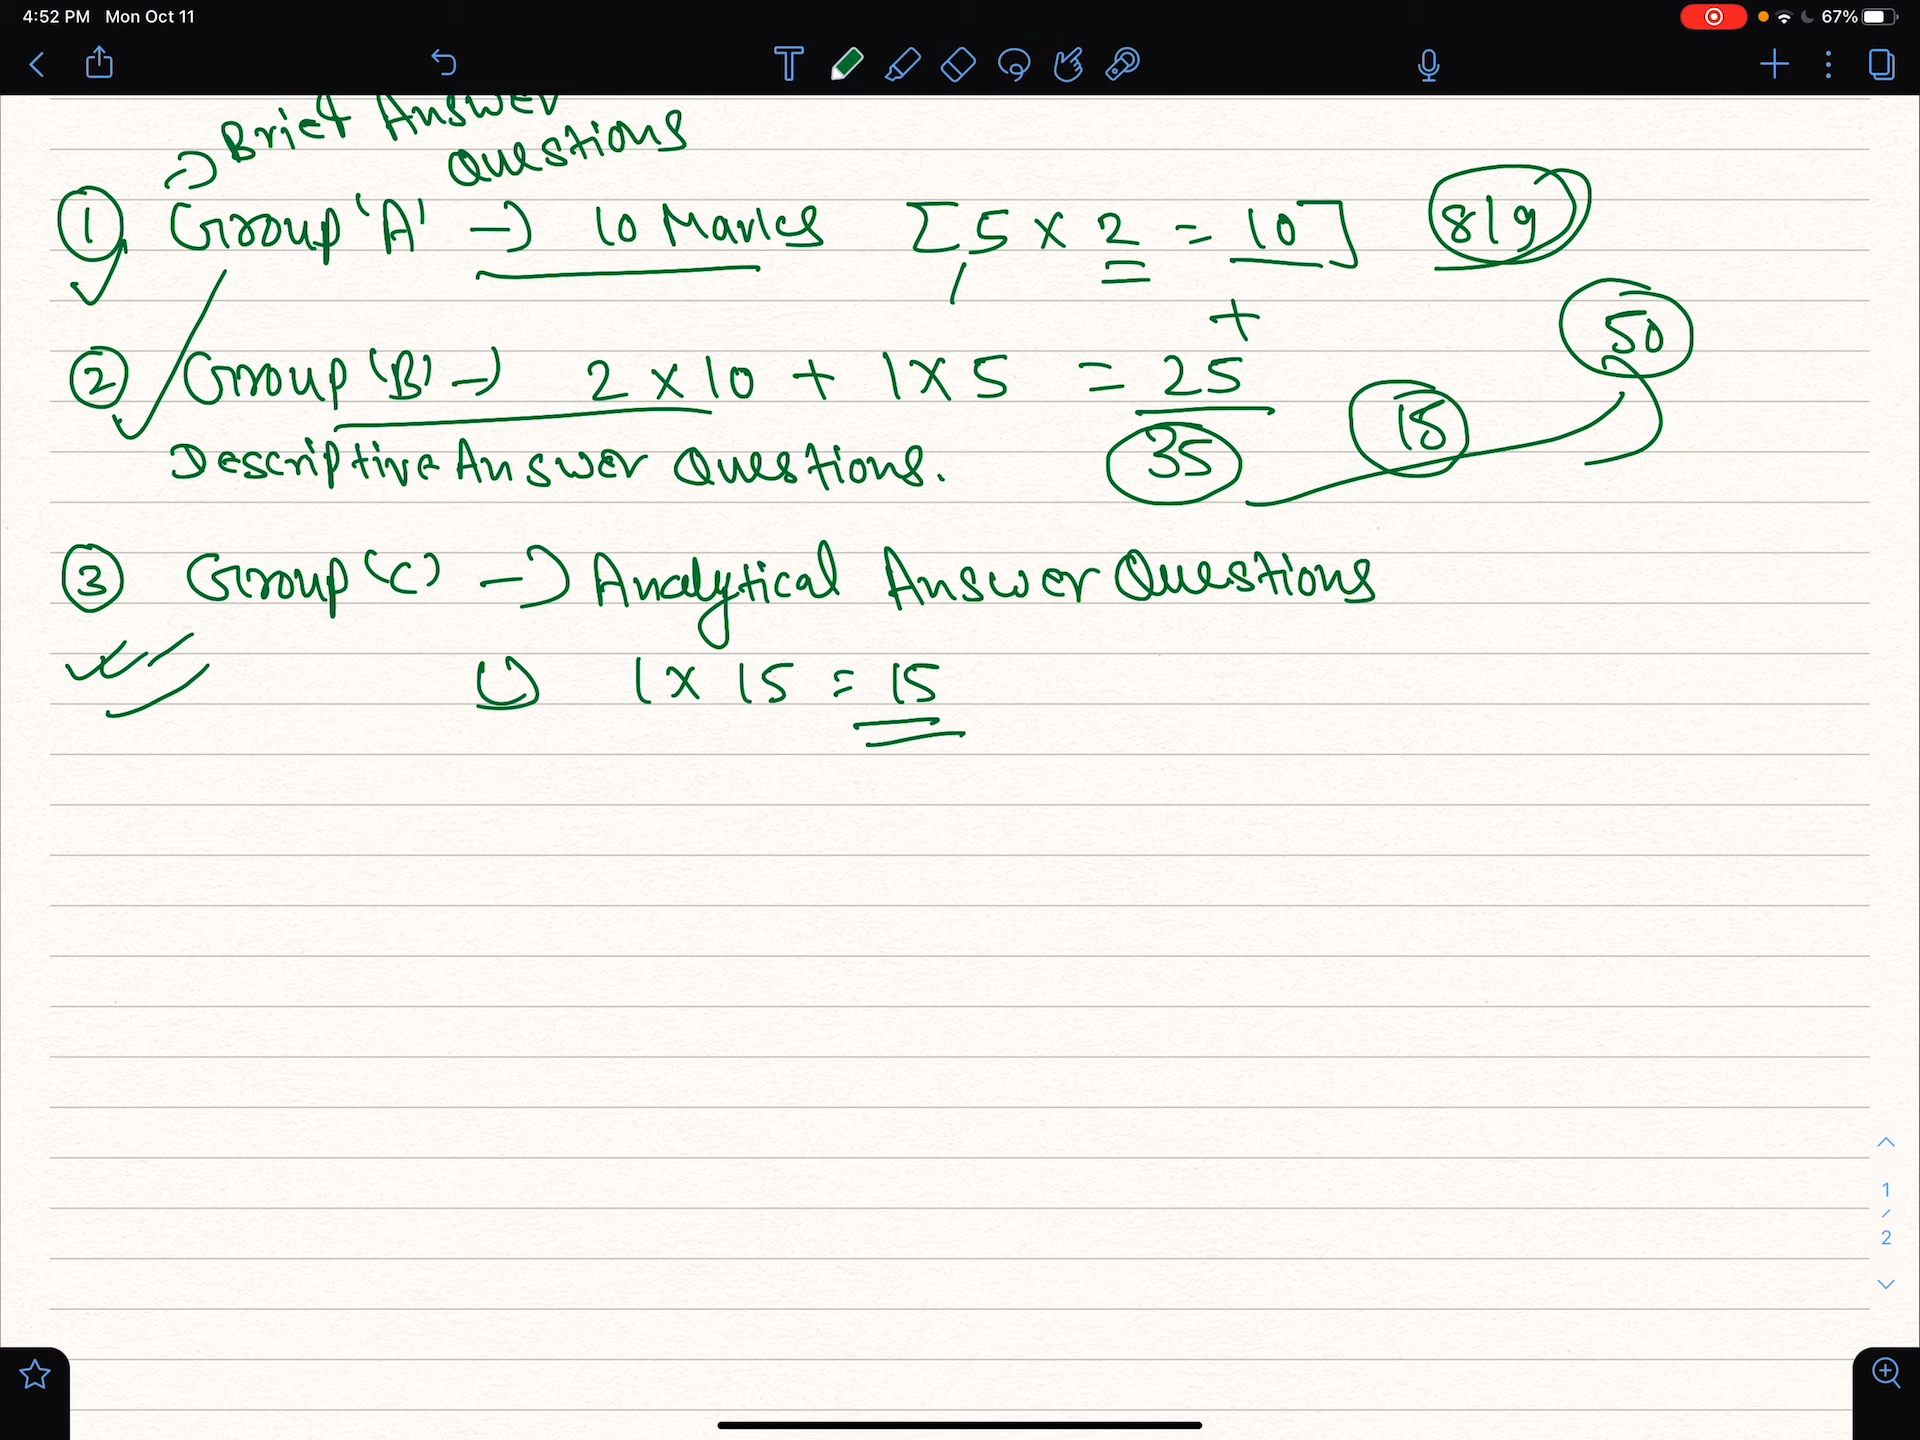 4:52 PM Mon Oct 11
67%
→ Brief Answer
Questions
① Group 'A' → 10 Marks [5 × 2 = 10] 8/9
+
50
② Group 'B' → 2 × 10 + 1 × 5 = 25
15
Descriptive Answer Questions. 35
③ Group 'C' → Analytical Answer Questions
1 × 15 = 15
1
/
2